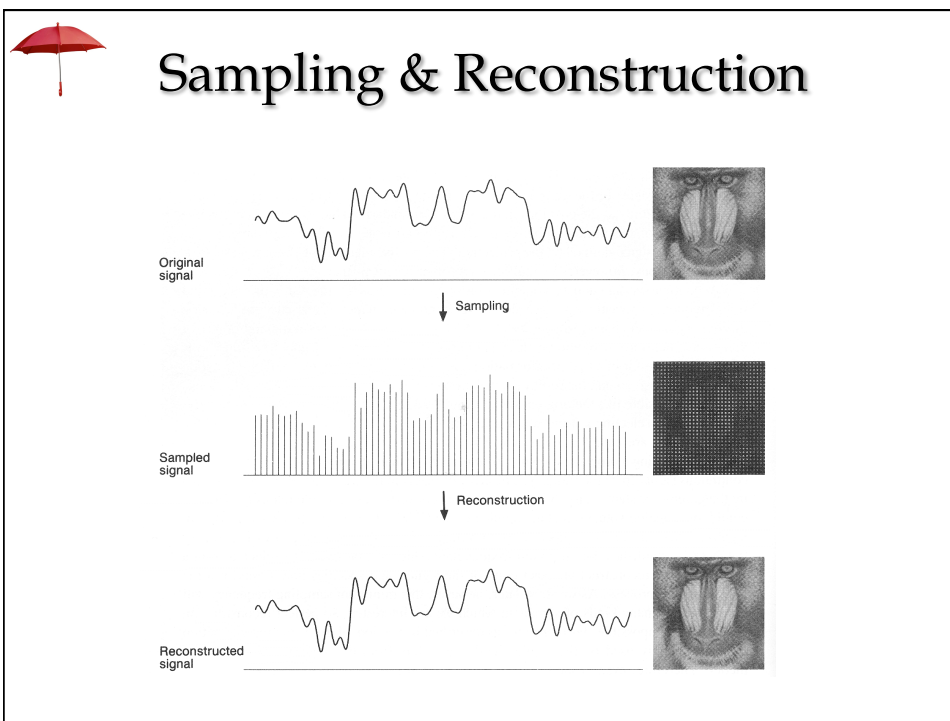 Sampling & Reconstruction
Original
signal
Sampling
Sampled
signal
Reconstruction
Reconstructed
signal